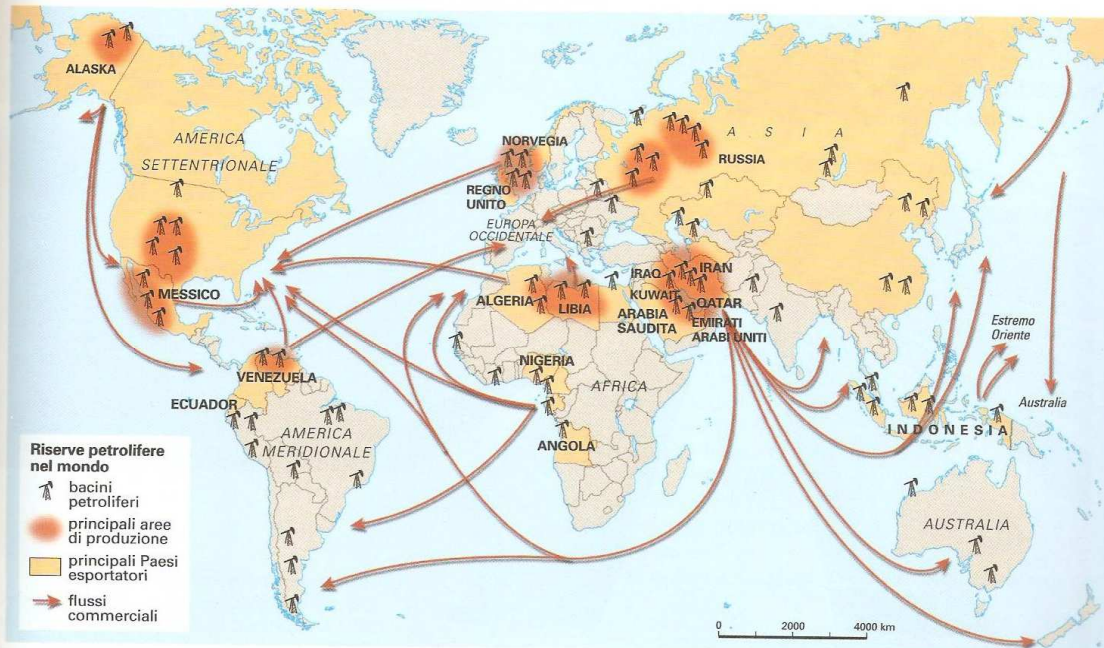 ALASKA
AMERICA
SETTENTRIONALE
MESSICO
VENEZUELA
ECUADOR
AMERICA
MERIDIONALE
NORVEGIA
REGNO
UNITO
EUROPA
OCCIDENTALE
ASIA
RUSSIA
ALGERIA
LIBIA
IRAQ
IRAN
KUWAIT
QATAR
ARABIA
SAUDITA
EMIRATI
ARABI UNITI
NIGERIA
AFRICA
ANGOLA
Estremo
Oriente
Australia
INDONESIA
AUSTRALIA
Riserve petrolifere
nel mondo
bacini
petroliferi
principali aree
di produzione
principali Paesi
esportatori
flussi
commerciali
0 2000 4000 km